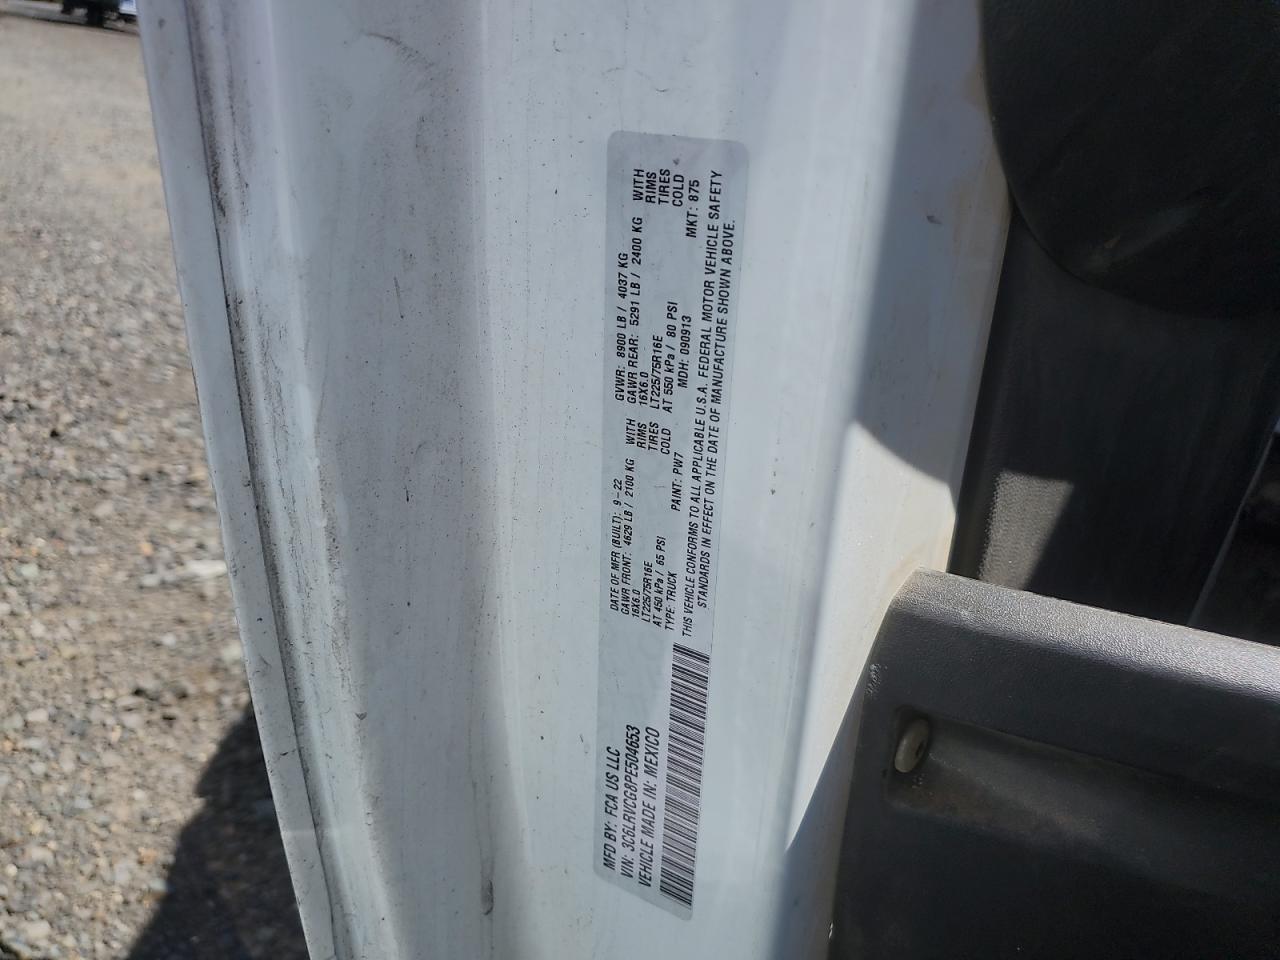 MFD BY: FCA US LLC
VIN: 3C6LRVCG8PE504653
VEHICLE MADE IN: MEXICO
DATE OF MFR (BUILT): 9-22 GVWR: 8900 LB / 4037 KG
GAWR FRONT: 4629 LB / 2100 KG WITH GAWR REAR: 5291 LB / 2400 KG WITH
16X6.0 RIMS 16X6.0 RIMS
LT225/75R16E TIRES LT225/75R16E TIRES
AT 450 kPa / 65 PSI COLD AT 550 kPa / 80 PSI COLD
TYPE: TRUCK PAINT: PW7 MDH: 090913 MKT: 875
THIS VEHICLE CONFORMS TO ALL APPLICABLE U.S.A. FEDERAL MOTOR VEHICLE SAFETY
STANDARDS IN EFFECT ON THE DATE OF MANUFACTURE SHOWN ABOVE.